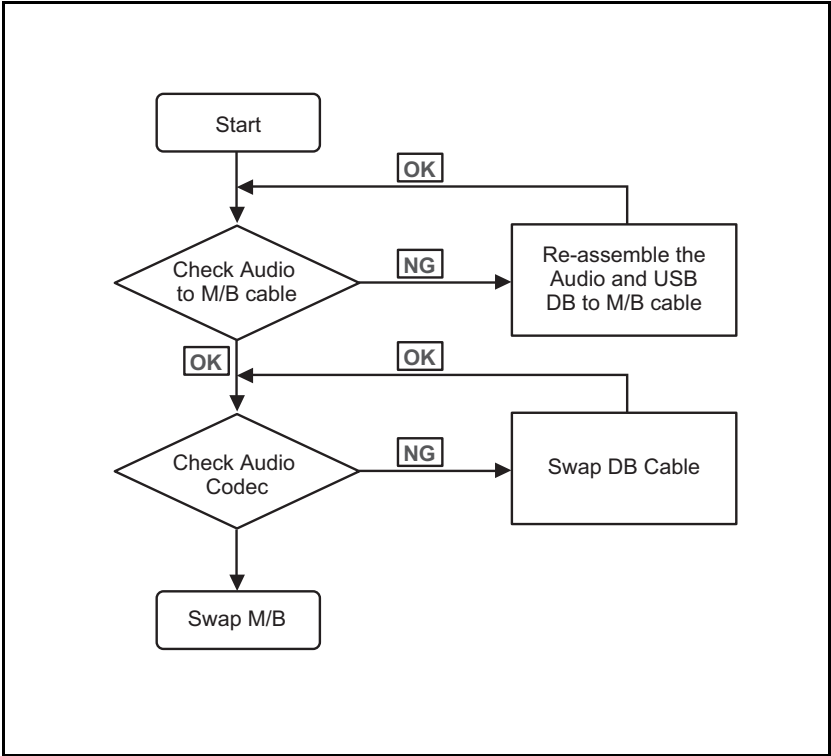 Start
OK
Check Audio
to M/B cable
NG
Re-assemble the
Audio and USB
DB to M/B cable
OK
OK
Check Audio
Codec
NG
Swap DB Cable
Swap M/B